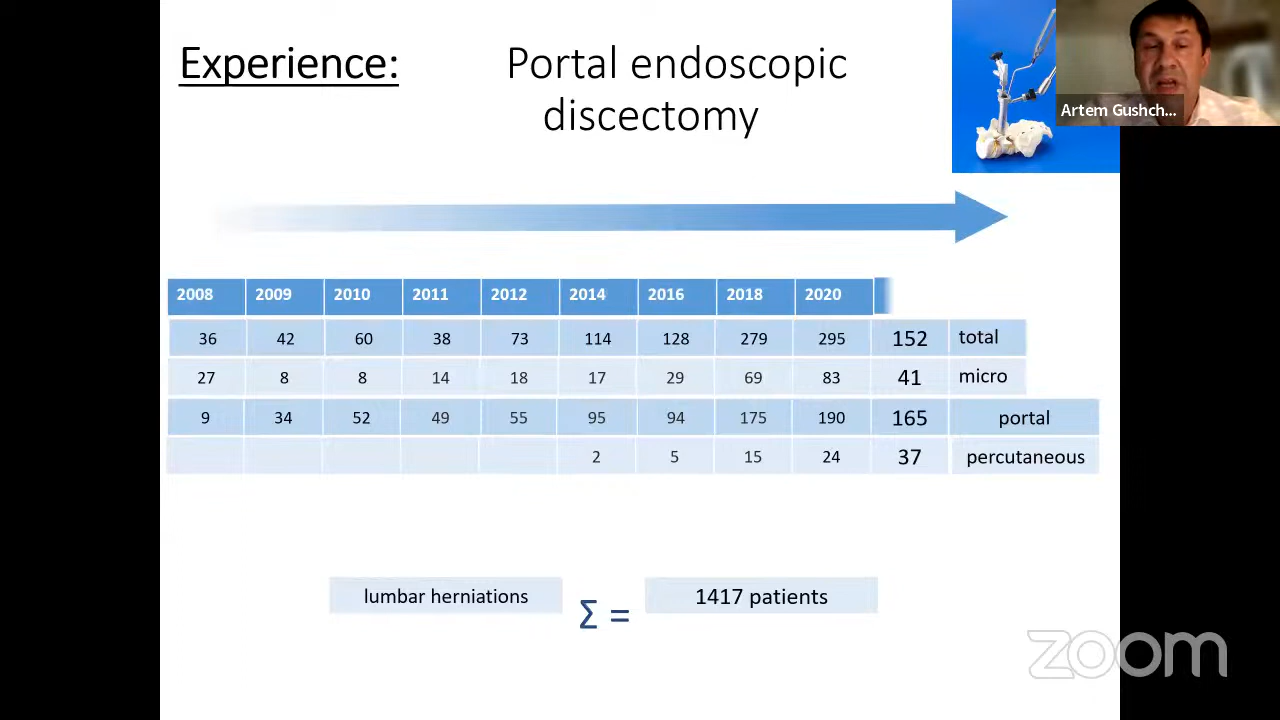 Experience: Portal endoscopic
discectomy
Artem Gushch...
2008 2009 2010 2011 2012 2014 2016 2018 2020
36 42 60 38 73 114 128 279 295 152 total
27 8 8 14 18 17 29 69 83 41 micro
9 34 52 49 55 95 94 175 190 165 portal
2 5 15 24 37 percutaneous
lumbar herniations Σ = 1417 patients
zoom